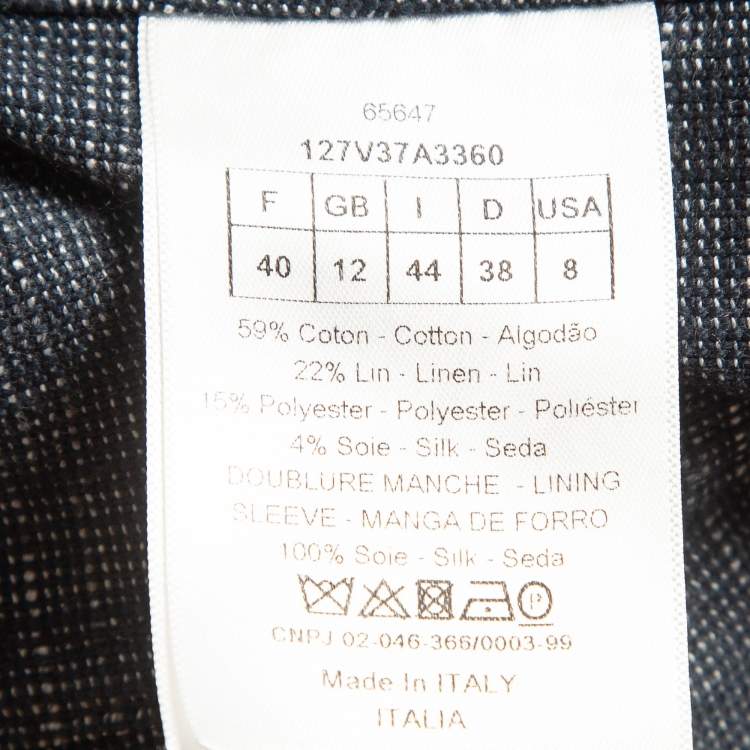 65647
127V37A3360
F GB I D USA
40 12 44 38 8
59% Coton - Cotton - Algodão
22% Lin - Linen - Lin
15% Polyester - Polyester - Poliéster
4% Soie - Silk - Seda
DOUBLURE MANCHE - LINING
SLEEVE - MANGA DE FORRO
100% Soie - Silk - Seda
P
CNPJ 02-046-366/0003-99
Made In ITALY
ITALIA